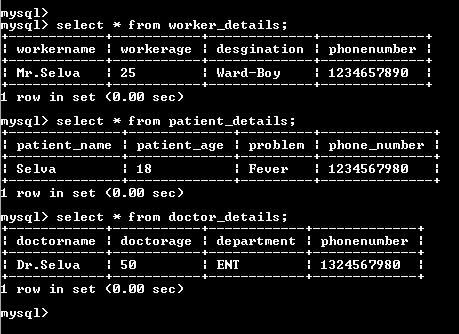 mysql>
mysql> select * from worker_details;
+------------+-----------+------------+-------------+
| workername | workerage | desgination | phonenumber |
+------------+-----------+------------+-------------+
| Mr.Selva | 25 | Ward-Boy | 1234657890 |
+------------+-----------+------------+-------------+
1 row in set (0.00 sec)
mysql> select * from patient_details;
+--------------+-------------+---------+--------------+
| patient_name | patient_age | problem | phone_number |
+--------------+-------------+---------+--------------+
| Selva | 18 | Fever | 1234567980 |
+--------------+-------------+---------+--------------+
1 row in set (0.00 sec)
mysql> select * from doctor_details;
+------------+-----------+------------+-------------+
| doctorname | doctorage | department | phonenumber |
+------------+-----------+------------+-------------+
| Dr.Selva | 50 | ENT | 1324567980 |
+------------+-----------+------------+-------------+
1 row in set (0.00 sec)
mysql>